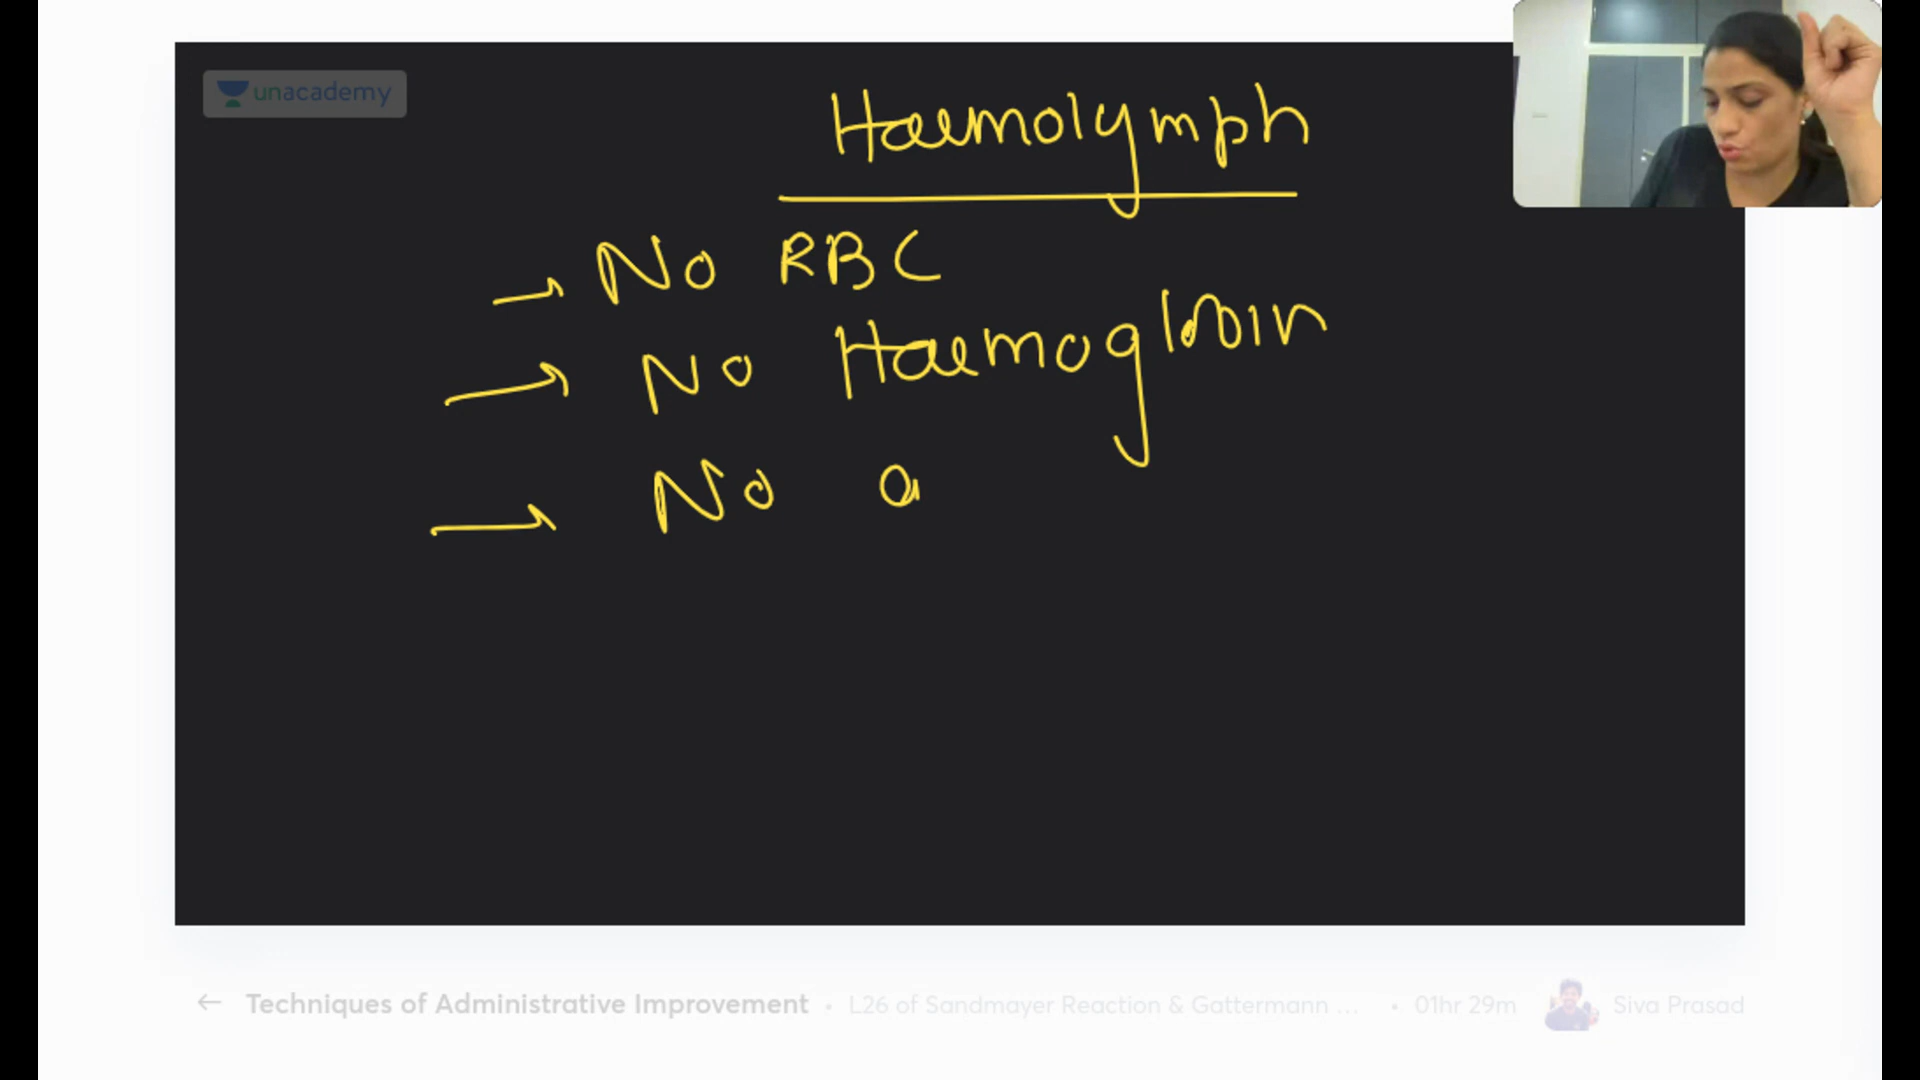 unacademy
Haemolymph
→ No RBC
→ No Haemoglobin
→ No a
← Techniques of Administrative Improvement • L26 of Sandmayer Reaction & Gattermann ... • 01hr 29m Siva Prasad